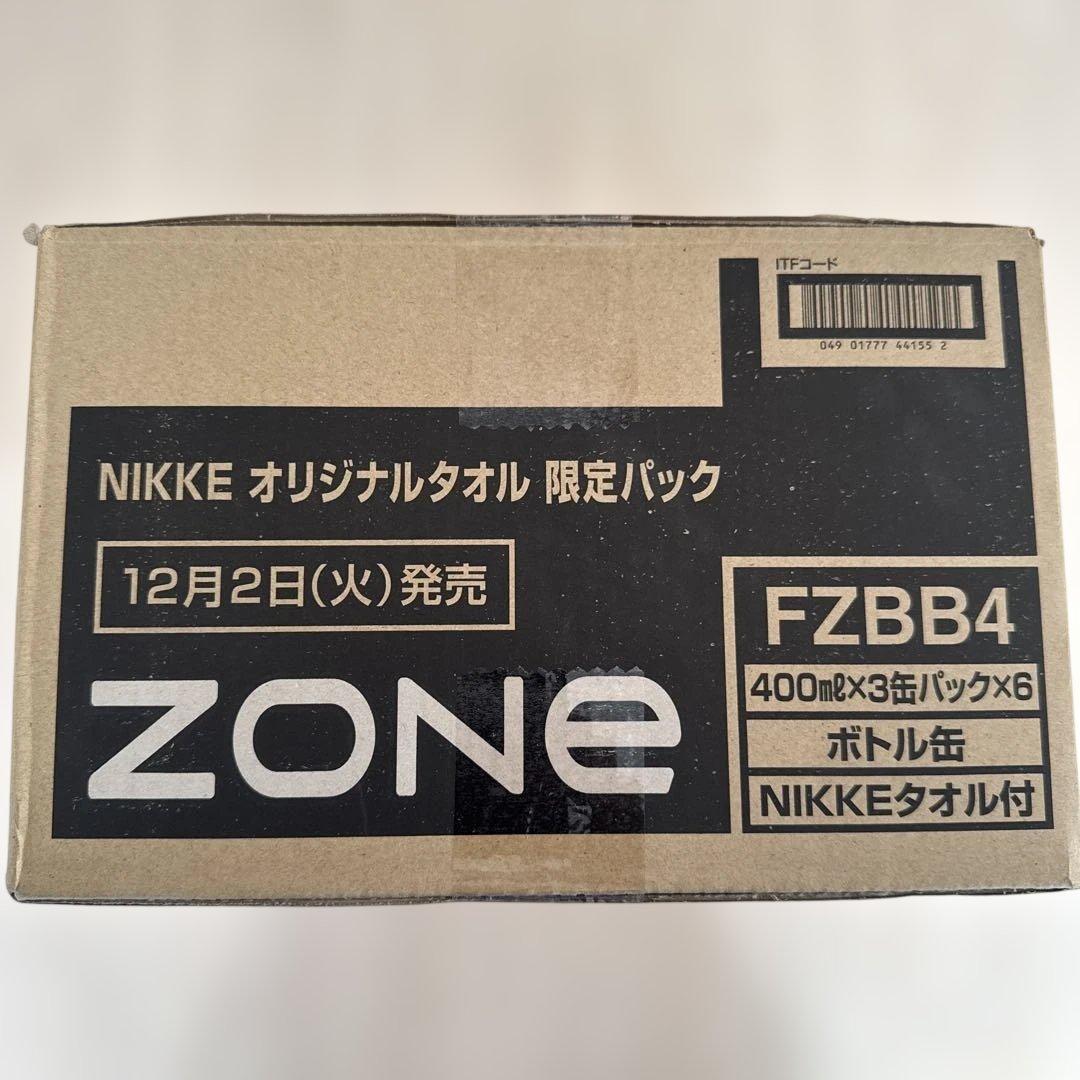 ITFコード
049 01777 44155 2
NIKKE オリジナルタオル 限定パック
12月2日(火)発売
ZONe
FZBB4
400㎖×3缶パック×6
ボトル缶
NIKKEタオル付